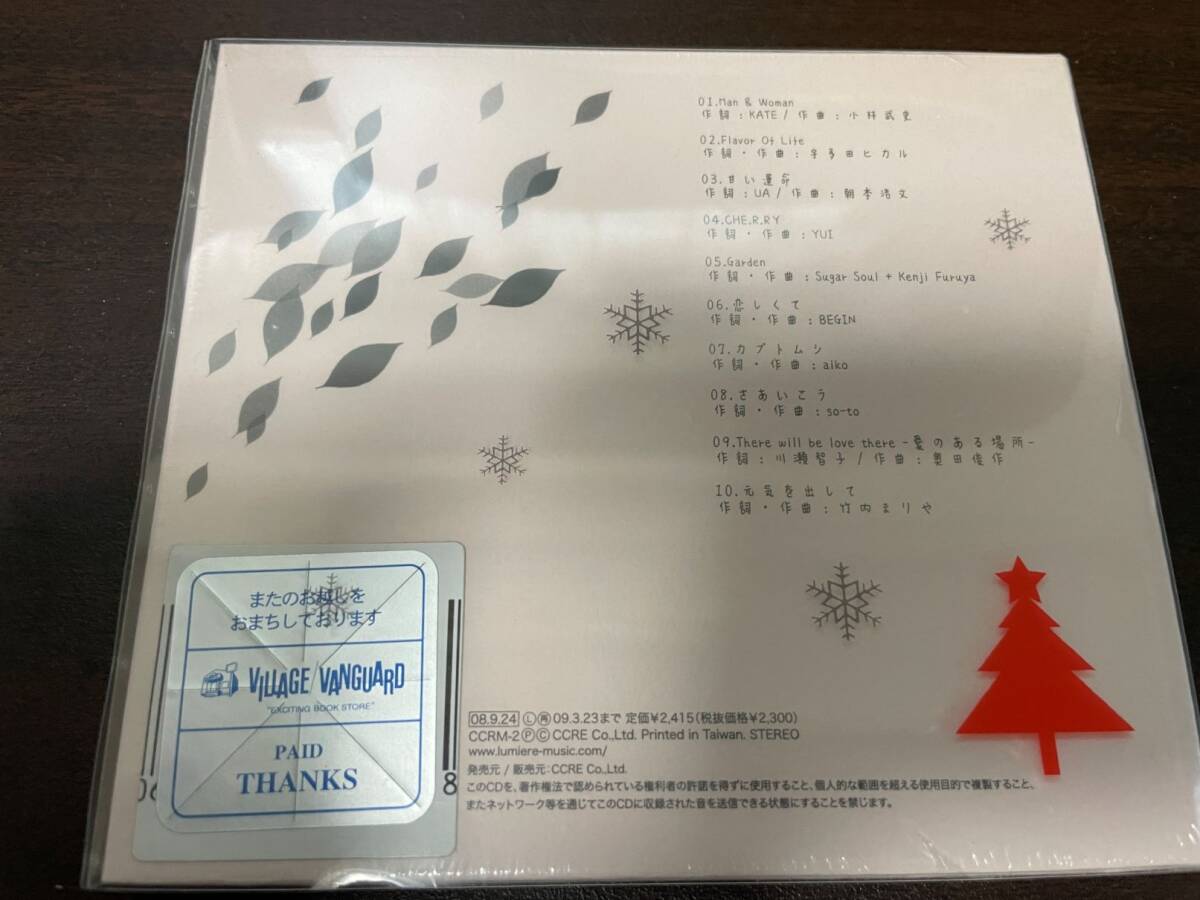 01.Man & Woman
作詞:KATE / 作曲:小林武史
02.Flavor Of Life
作詞・作曲:宇多田ヒカル
03.甘い運命
作詞:UA / 作曲:朝本浩文
04.CHE.R.RY
作詞・作曲:YUI
05.Garden
作詞・作曲:Sugar Soul + Kenji Furuya
06.恋しくて
作詞・作曲:BEGIN
07.カブトムシ
作詞・作曲:aiko
08.さあいこう
作詞・作曲:so-to
09.There will be love there -愛のある場所-
作詞:川瀬智子 / 作曲:奥田俊作
10.元気を出して
作詞・作曲:竹内まりや
またのお越しを
おまちしております
VILLAGE VANGUARD
"EXCITING BOOK STORE"
PAID
THANKS
8
08.9.24 Ⓛ㊢09.3.23まで 定価¥2,415(税抜価格¥2,300)
CCRM-2 ⓅⒸ CCRE Co.,Ltd. Printed in Taiwan. STEREO
www.lumiere-music.com/
発売元 / 販売元:CCRE Co.,Ltd.
このCDを、著作権法で認められている権利者の許諾を得ずに使用すること、個人的な範囲を超える使用目的で複製すること、
またネットワーク等を通じてこのCDに収録された音を送信できる状態にすることを禁じます。